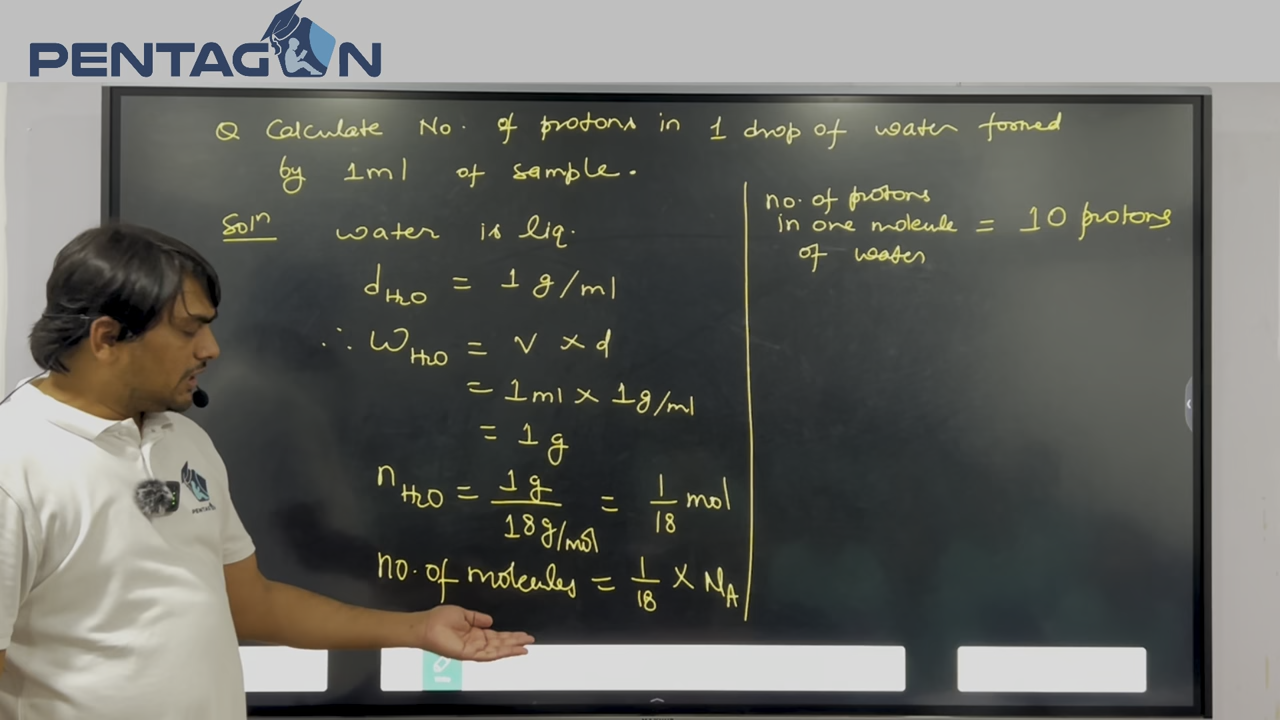 PENTAGON
Q Calculate No. of protons in 1 drop of water formed
by 1ml of sample.
Solⁿ water is liq.
dH2O = 1 g/ml
∴ WH2O = V × d
= 1ml × 1g/ml
= 1 g
nH2O = 1g / 18g/mol = 1/18 mol
no. of molecules = 1/18 × NA
no. of protons
in one molecule = 10 protons
of water
PENTAGON